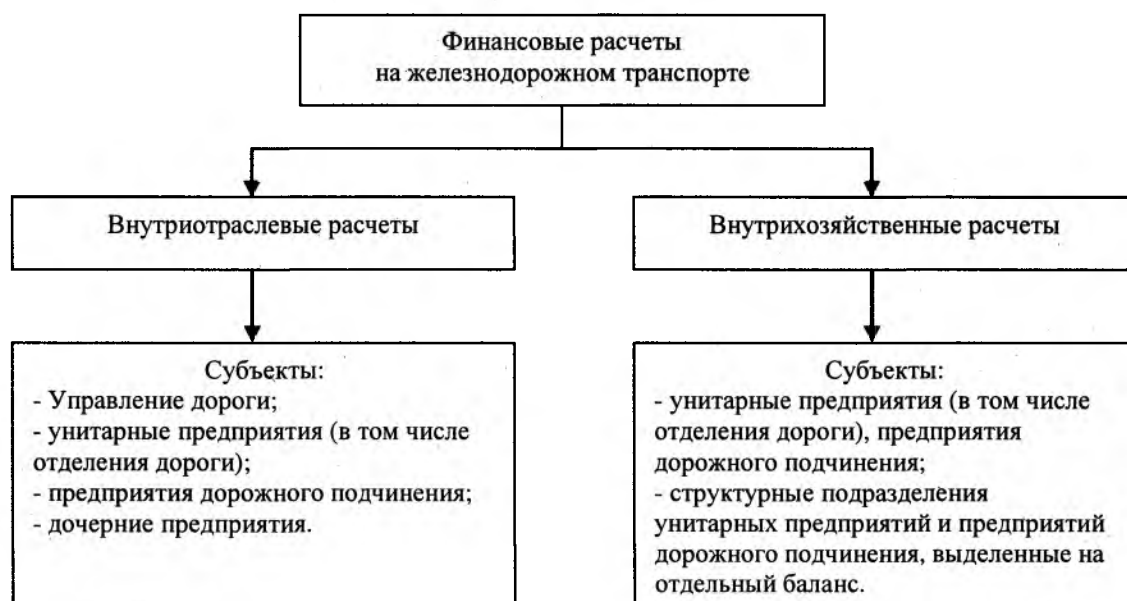 Финансовые расчеты
на железнодорожном транспорте
Внутриотраслевые расчеты
Внутрихозяйственные расчеты
Субъекты:
- Управление дороги;
- унитарные предприятия (в том числе
отделения дороги);
- предприятия дорожного подчинения;
- дочерние предприятия.
Субъекты:
- унитарные предприятия (в том числе
отделения дороги), предприятия
дорожного подчинения;
- структурные подразделения
унитарных предприятий и предприятий
дорожного подчинения, выделенные на
отдельный баланс.